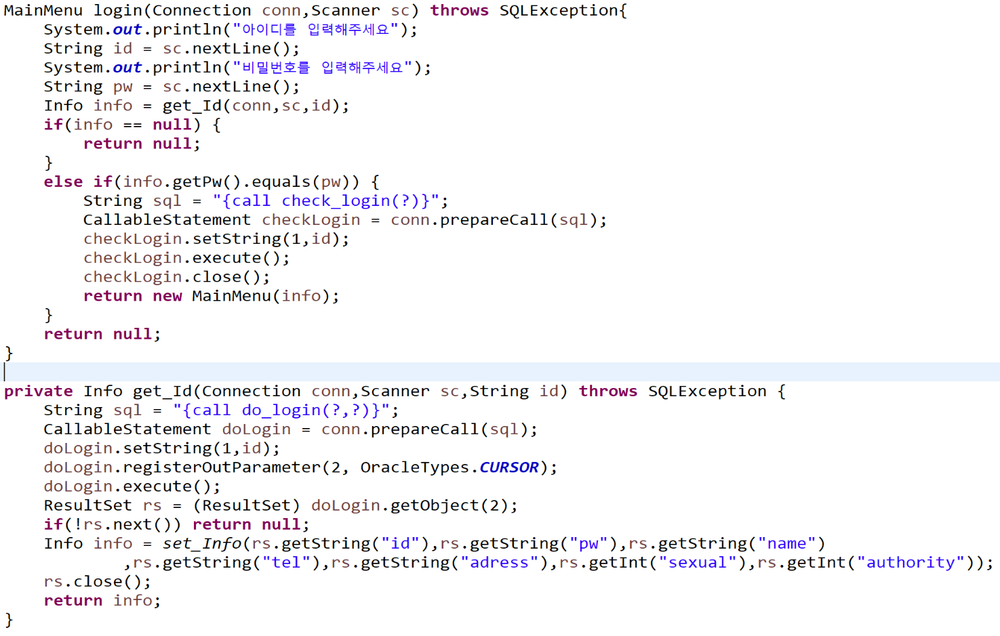 MainMenu login(Connection conn,Scanner sc) throws SQLException{
    System.out.println("아이디를 입력해주세요");
    String id = sc.nextLine();
    System.out.println("비밀번호를 입력해주세요");
    String pw = sc.nextLine();
    Info info = get_Id(conn,sc,id);
    if(info == null) {
        return null;
    }
    else if(info.getPw().equals(pw)) {
        String sql = "{call check_login(?)}";
        CallableStatement checkLogin = conn.prepareCall(sql);
        checkLogin.setString(1,id);
        checkLogin.execute();
        checkLogin.close();
        return new MainMenu(info);
    }
    return null;
}
private Info get_Id(Connection conn,Scanner sc,String id) throws SQLException {
    String sql = "{call do_login(?,?)}";
    CallableStatement doLogin = conn.prepareCall(sql);
    doLogin.setString(1,id);
    doLogin.registerOutParameter(2, OracleTypes.CURSOR);
    doLogin.execute();
    ResultSet rs = (ResultSet) doLogin.getObject(2);
    if(!rs.next()) return null;
    Info info = set_Info(rs.getString("id"),rs.getString("pw"),rs.getString("name")
            ,rs.getString("tel"),rs.getString("adress"),rs.getInt("sexual"),rs.getInt("authority"));
    rs.close();
    return info;
}